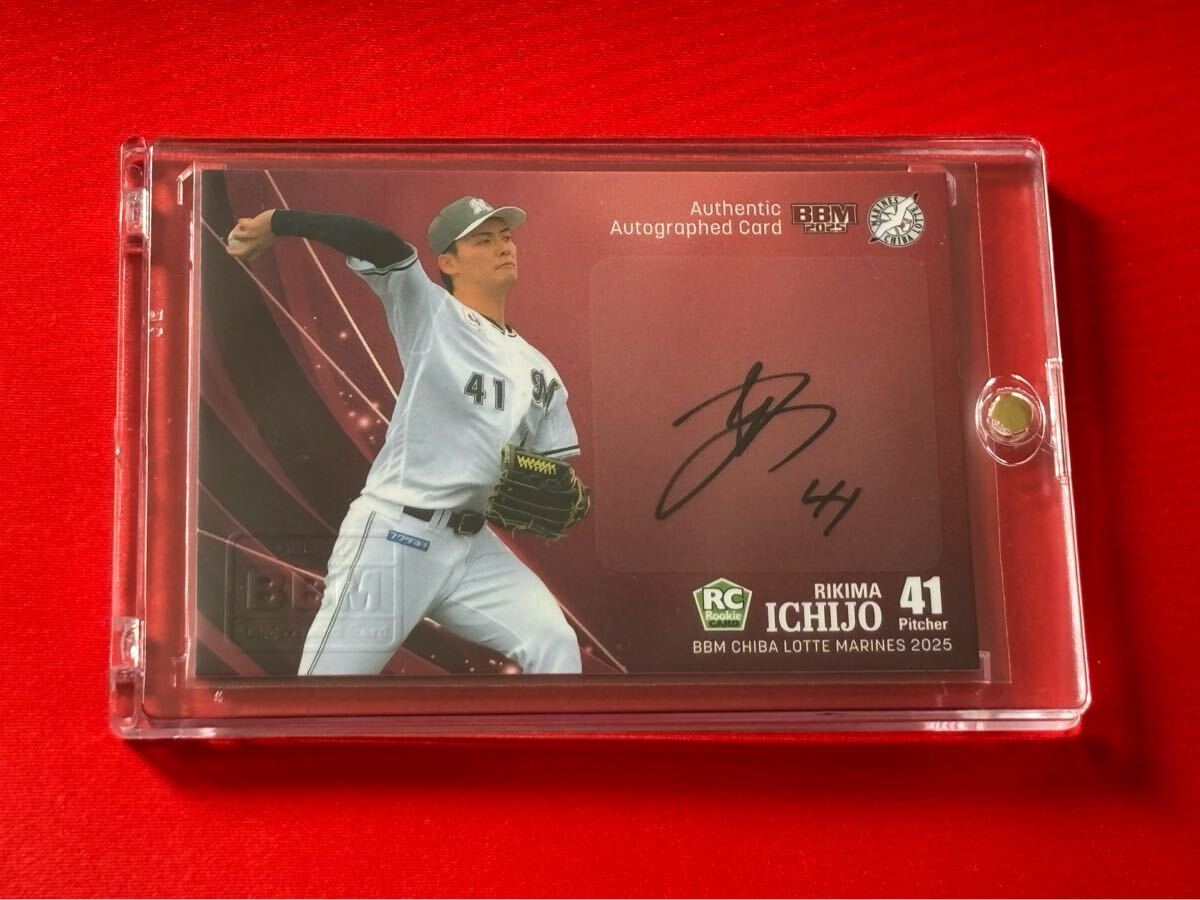 Authentic
Autographed Card
BBM
2025
MARINES
CHIBA LOTTE
41
M
41
BBM
RC
Rookie
CARD
RIKIMA
ICHIJO
41
Pitcher
BBM CHIBA LOTTE MARINES 2025